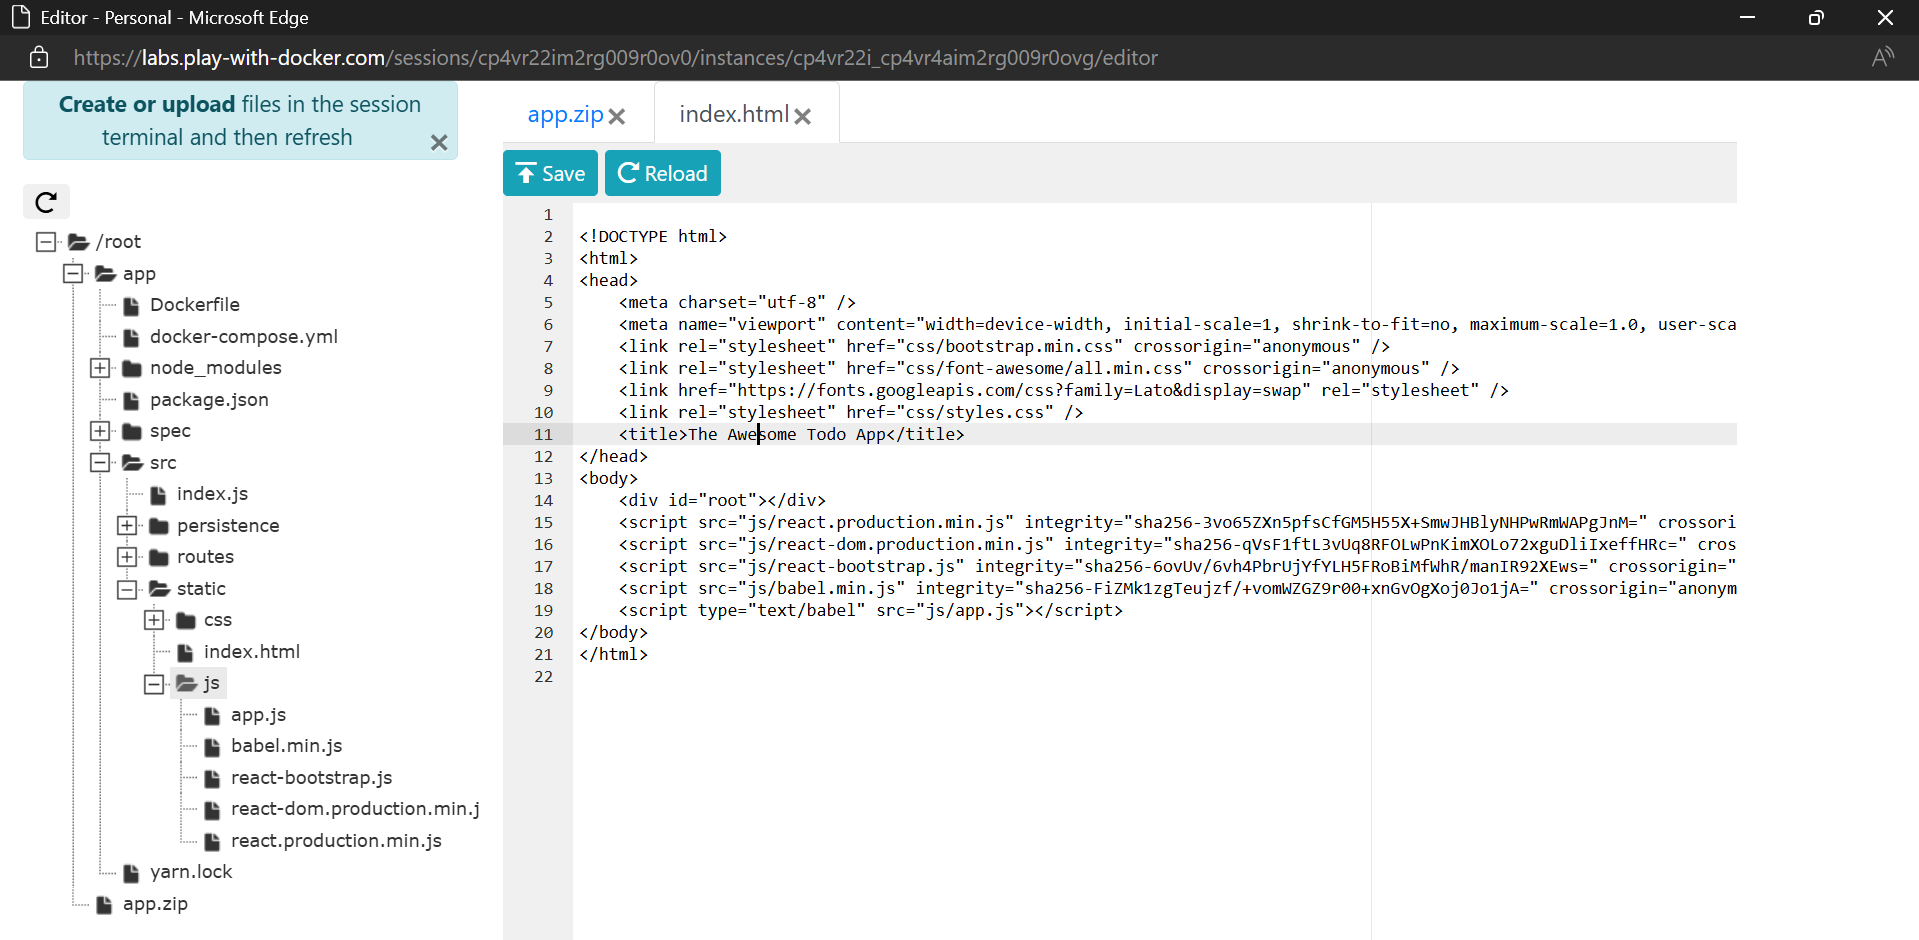 Editor - Personal - Microsoft Edge
https://labs.play-with-docker.com/sessions/cp4vr22im2rg009r0ov0/instances/cp4vr22i_cp4vr4aim2rg009r0ovg/editor
Create or upload files in the session
terminal and then refresh
/root
app
Dockerfile
docker-compose.yml
node_modules
package.json
spec
src
index.js
persistence
routes
static
css
index.html
js
app.js
babel.min.js
react-bootstrap.js
react-dom.production.min.j
react.production.min.js
yarn.lock
app.zip
app.zip index.html
Save Reload
1
2 <!DOCTYPE html>
3 <html>
4 <head>
5     <meta charset="utf-8" />
6     <meta name="viewport" content="width=device-width, initial-scale=1, shrink-to-fit=no, maximum-scale=1.0, user-sca
7     <link rel="stylesheet" href="css/bootstrap.min.css" crossorigin="anonymous" />
8     <link rel="stylesheet" href="css/font-awesome/all.min.css" crossorigin="anonymous" />
9     <link href="https://fonts.googleapis.com/css?family=Lato&display=swap" rel="stylesheet" />
10     <link rel="stylesheet" href="css/styles.css" />
11     <title>The Awesome Todo App</title>
12 </head>
13 <body>
14     <div id="root"></div>
15     <script src="js/react.production.min.js" integrity="sha256-3vo65ZXn5pfsCfGM5H55X+SmwJHBlyNHPwRmWAPgJnM=" crossori
16     <script src="js/react-dom.production.min.js" integrity="sha256-qVsF1ftL3vUq8RFOLwPnKimXOLo72xguDliIxeffHRc=" cros
17     <script src="js/react-bootstrap.js" integrity="sha256-6ovUv/6vh4PbrUjYfYLH5FRoBiMfWhR/manIR92XEws=" crossorigin="
18     <script src="js/babel.min.js" integrity="sha256-FiZMk1zgTeujzf/+vomWZGZ9r00+xnGvOgXoj0Jo1jA=" crossorigin="anonym
19     <script type="text/babel" src="js/app.js"></script>
20 </body>
21 </html>
22